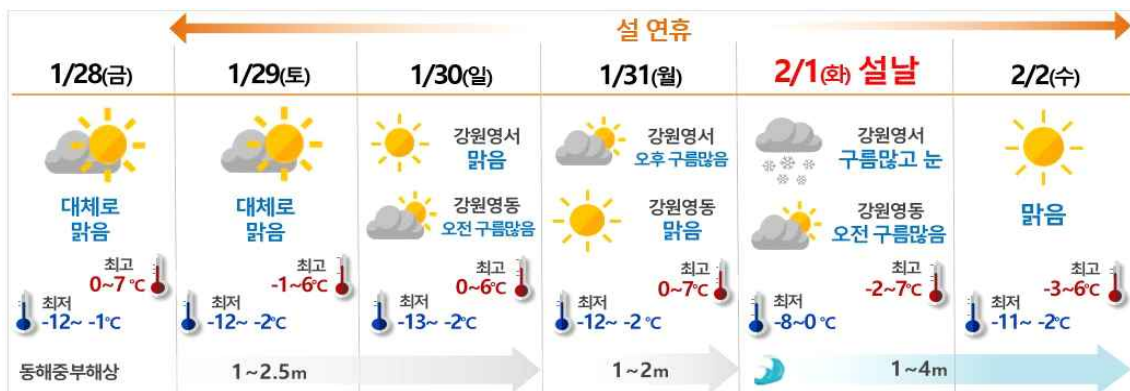 설 연휴
1/28(금)
1/29(토)
1/30(일)
1/31(월)
2/1(화) 설날
2/2(수)
대체로
맑음
최고
0~7 ℃
최저
-12~ -1℃
대체로
맑음
최고
-1~6℃
최저
-12~ -2℃
강원영서
맑음
강원영동
오전 구름많음
최고
0~6℃
최저
-13~ -2℃
강원영서
오후 구름많음
강원영동
맑음
최고
0~7℃
최저
-12~ -2 ℃
강원영서
구름많고 눈
강원영동
오전 구름많음
최고
-2~7℃
최저
-8~0 ℃
맑음
최고
-3~6℃
최저
-11~ -2℃
동해중부해상
1~2.5m
1~2m
1~4m